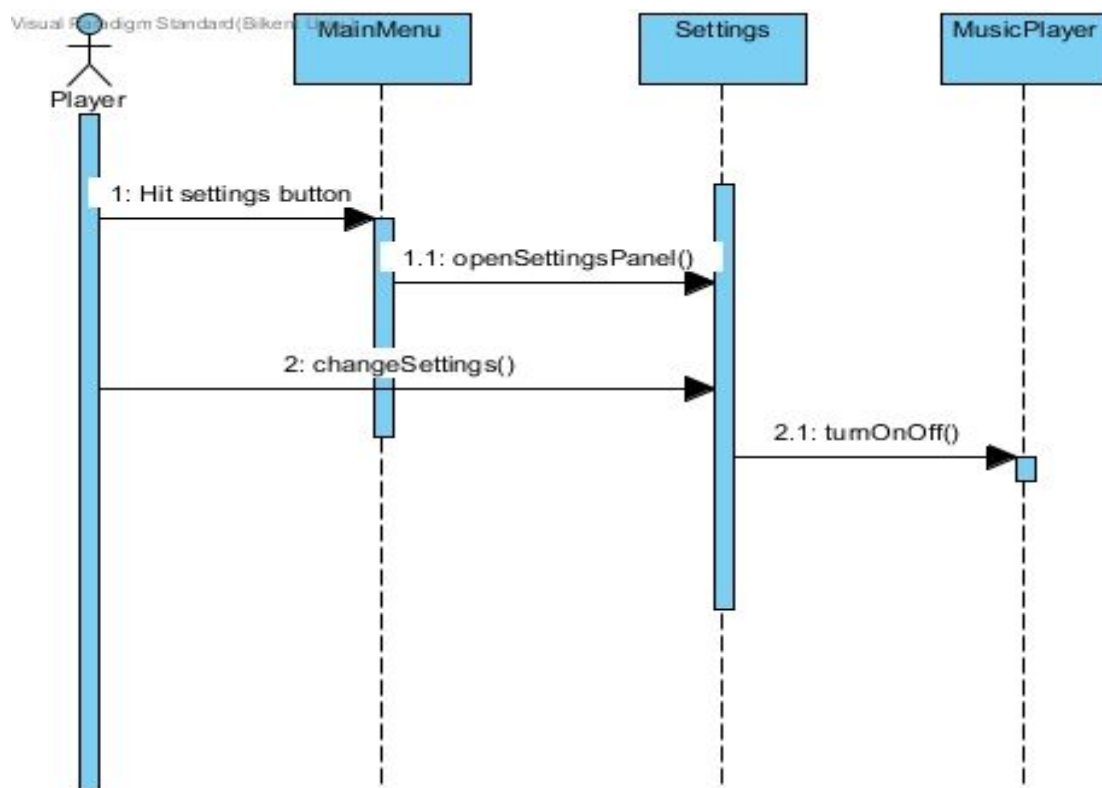 Visual Paradigm Standard(Bilkent
MainMenu
Settings
MusicPlayer
Player
1: Hit settings button
1.1: openSettingsPanel()
2: changeSettings()
2.1: turnOnOff()